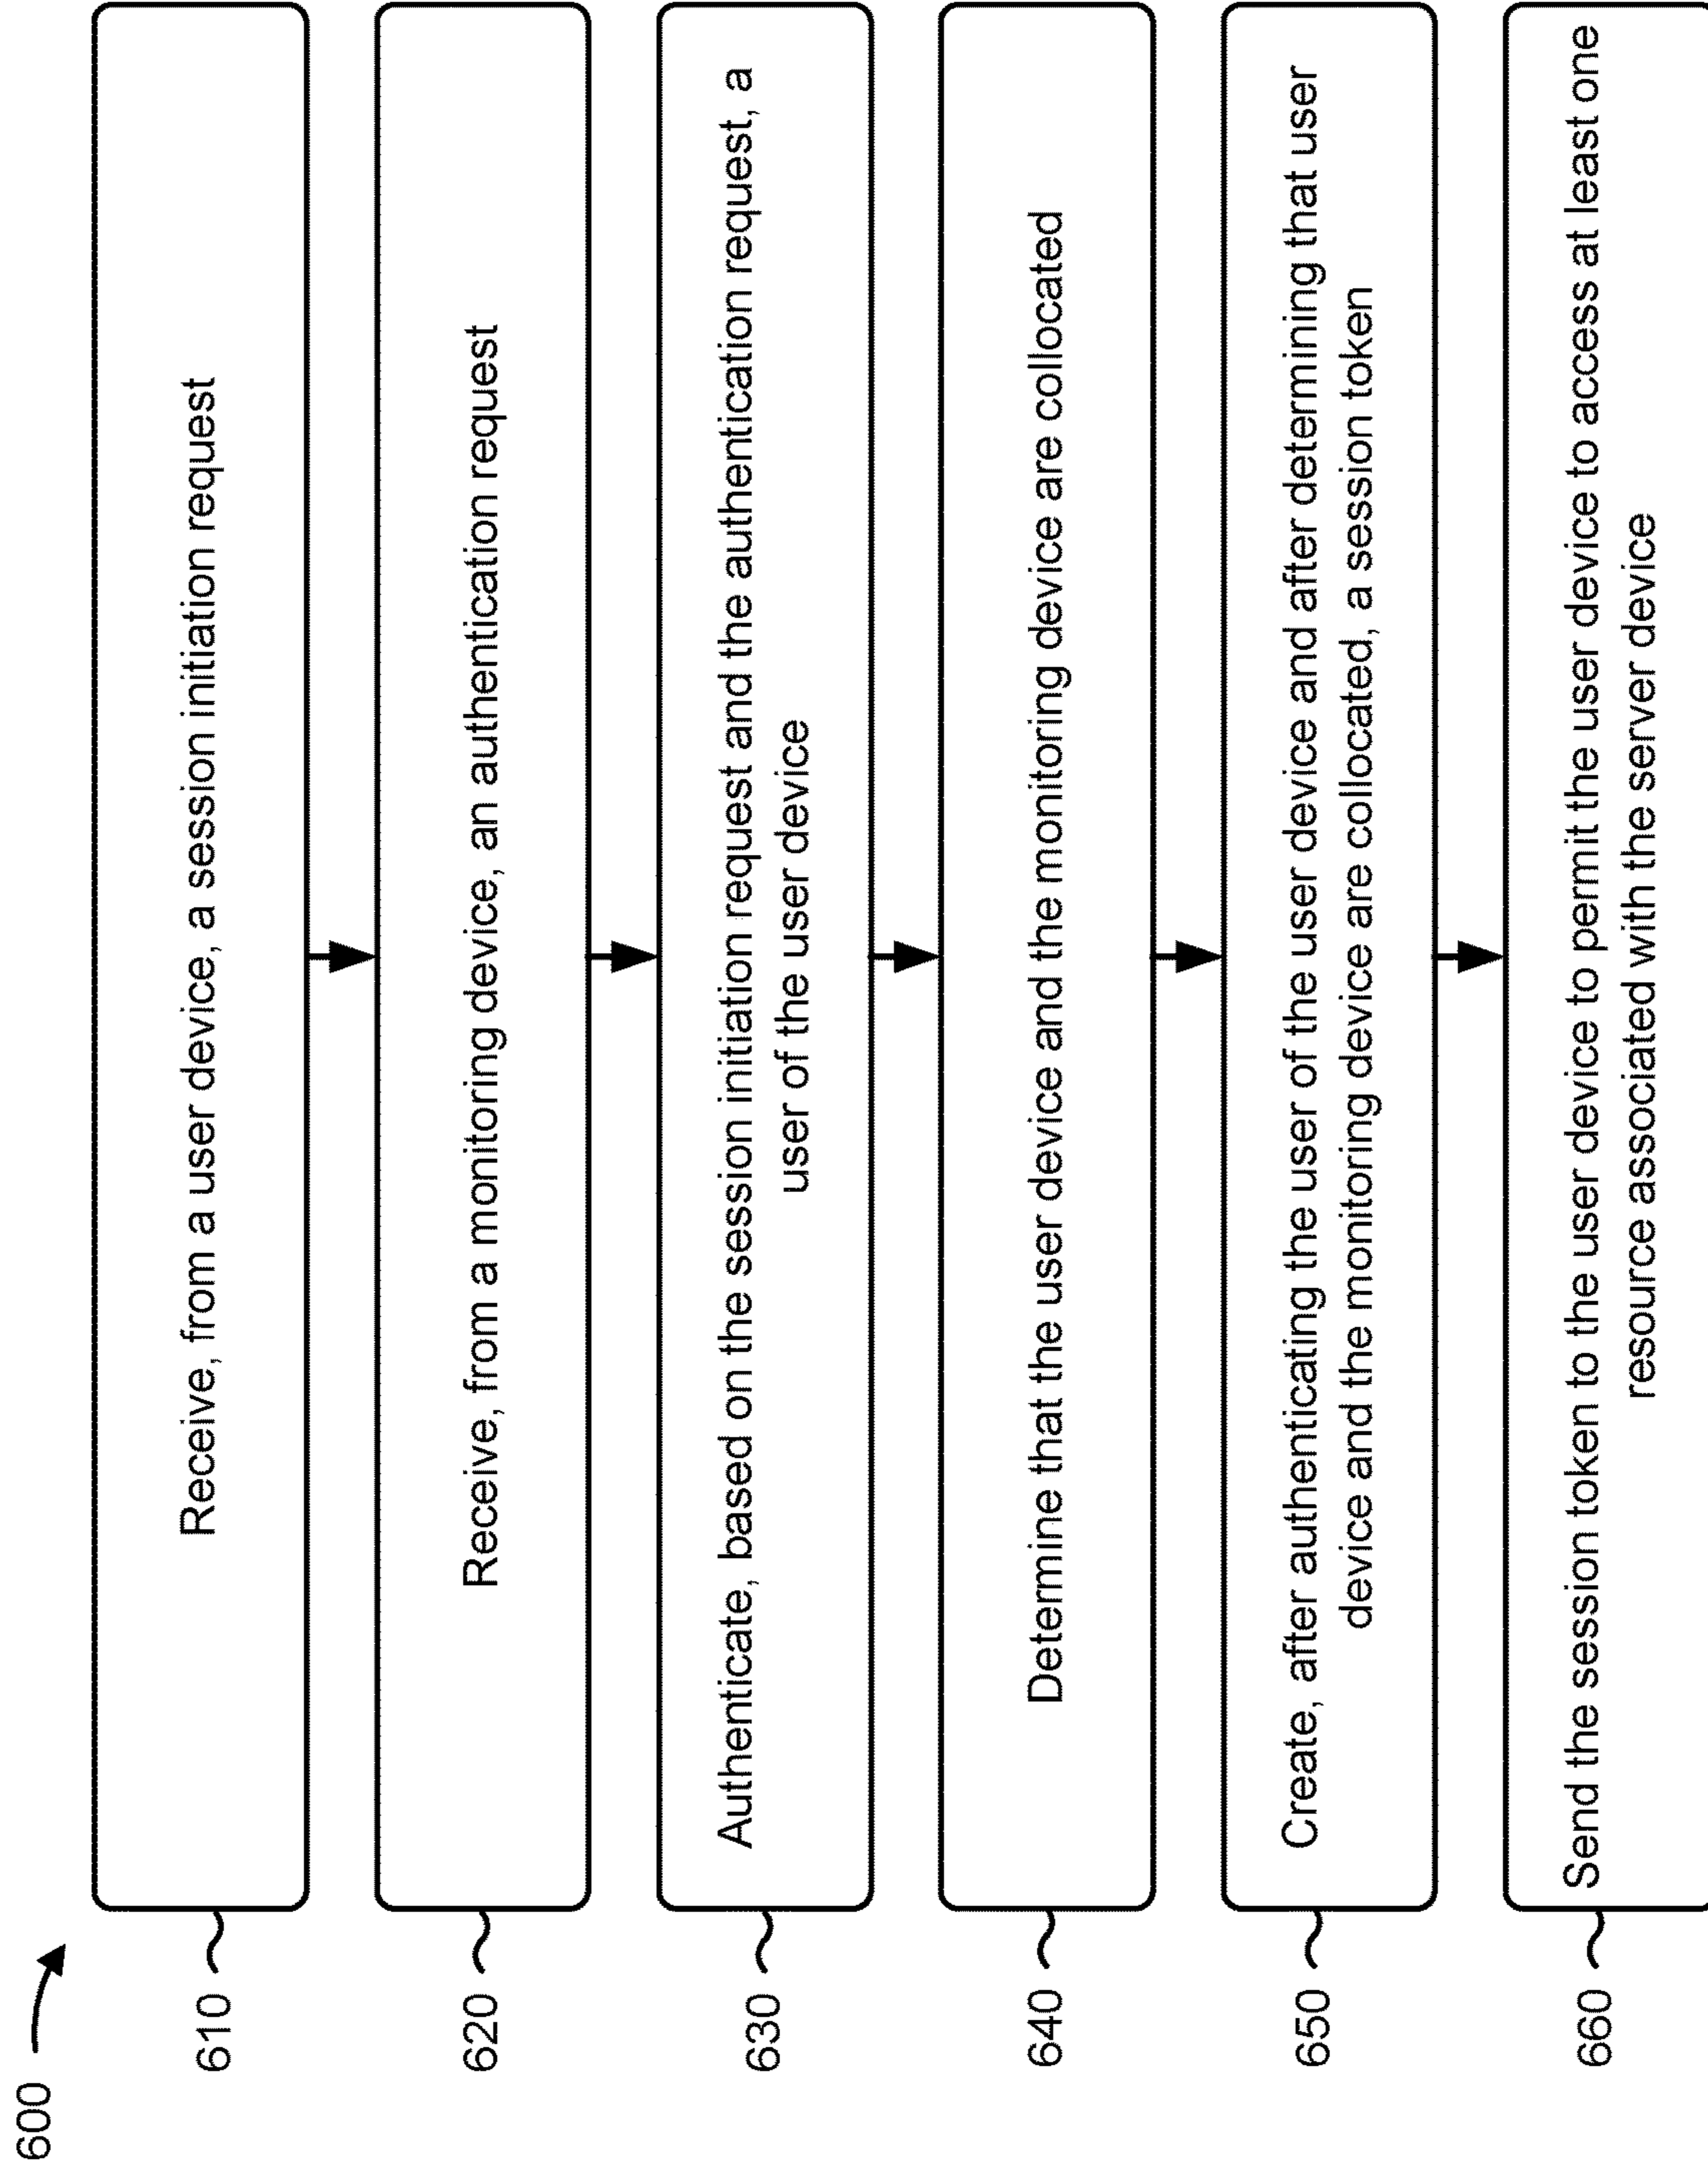 600
610
Receive, from a user device, a session initiation request
620
Receive, from a monitoring device, an authentication request
630
Authenticate, based on the session initiation request and the authentication request, a
user of the user device
640
Determine that the user device and the monitoring device are collocated
650
Create, after authenticating the user of the user device and after determining that user
device and the monitoring device are collocated, a session token
660
Send the session token to the user device to permit the user device to access at least one
resource associated with the server device